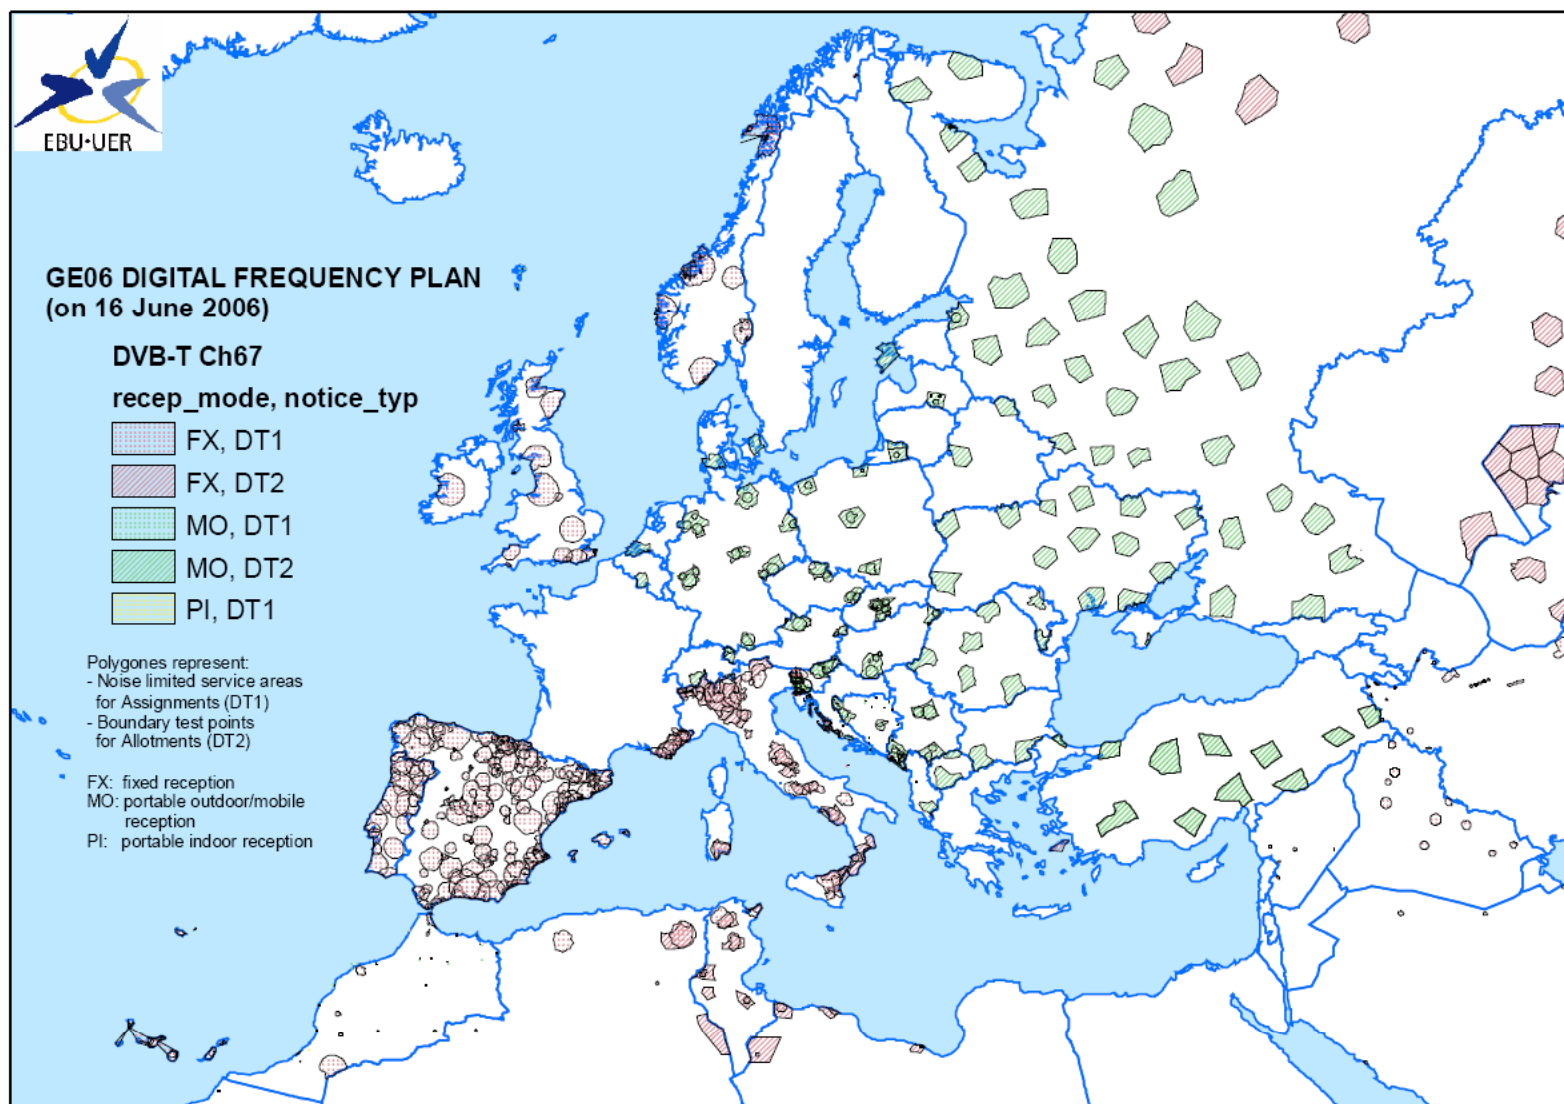 EBU•UER
GE06 DIGITAL FREQUENCY PLAN
(on 16 June 2006)
DVB-T Ch67
recep_mode, notice_typ
FX, DT1
FX, DT2
MO, DT1
MO, DT2
PI, DT1
Polygones represent:
- Noise limited service areas
for Assignments (DT1)
- Boundary test points
for Allotments (DT2)
FX: fixed reception
MO: portable outdoor/mobile
reception
PI: portable indoor reception